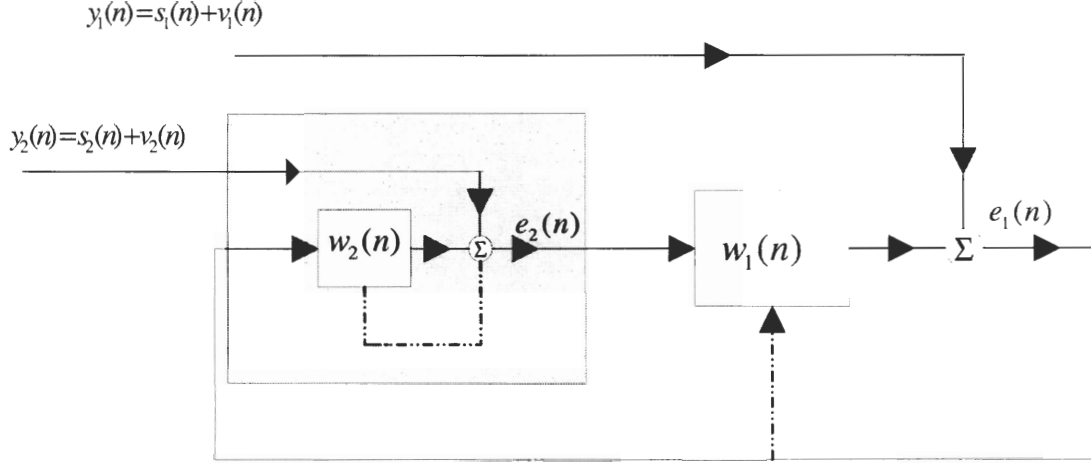 y₁(n)=s₁(n)+v₁(n)
y₂(n)=s₂(n)+v₂(n)
w₂(n)
Σ
e₂(n)
w₁(n)
Σ
e₁(n)